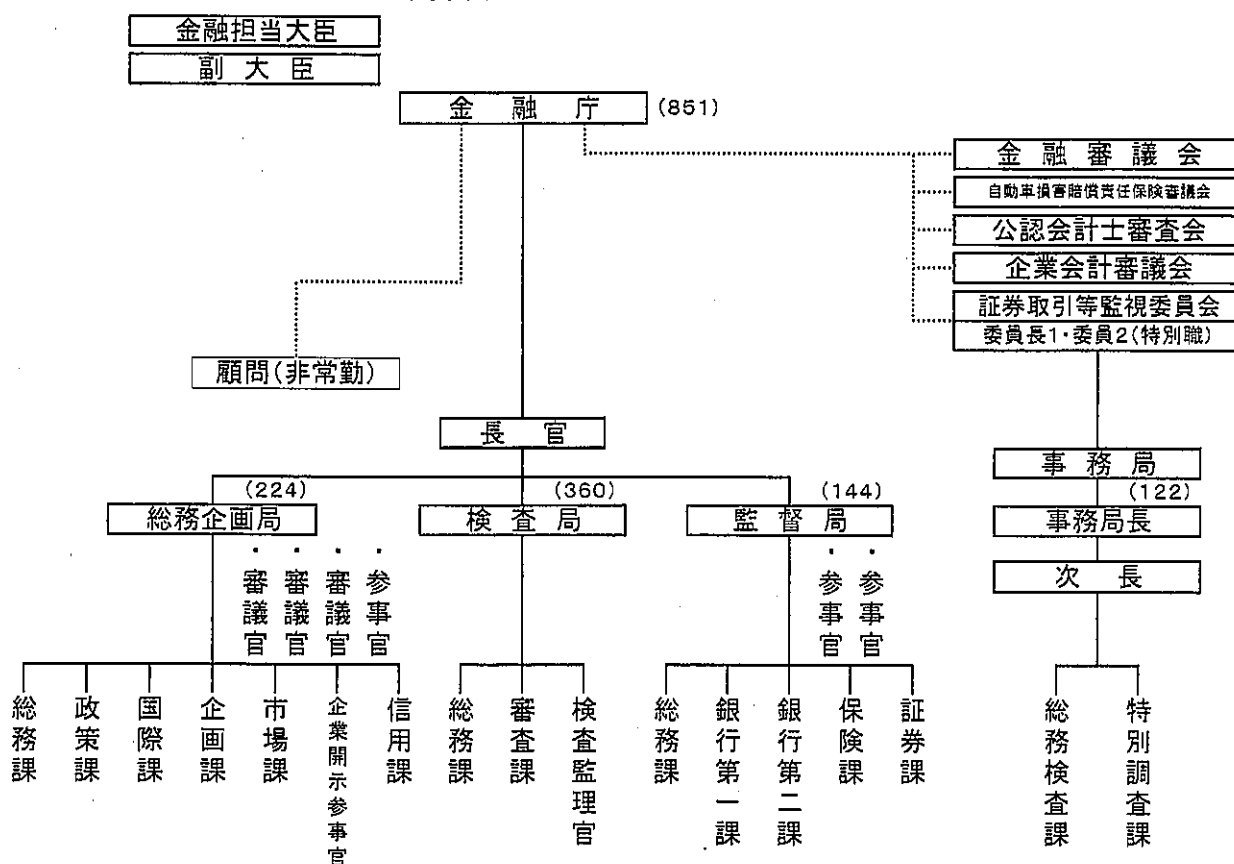 金融担当大臣
副大臣
金融庁 (851)
金融審議会
自動車損害賠償責任保険審議会
公認会計士審査会
企業会計審議会
証券取引等監視委員会
委員長1・委員2(特別職)
顧問(非常勤)
長官
事務局
(224)
総務企画局
(360)
検査局
(144)
監督局
(122)
事務局長
次長
・審議官
・審議官
・審議官
・参事官
・参事官
・参事官
総務課
政策課
国際課
企画課
市場課
企業開示参事官
信用課
総務課
審査課
検査監理官
総務課
銀行第一課
銀行第二課
保険課
証券課
総務検査課
特別調査課